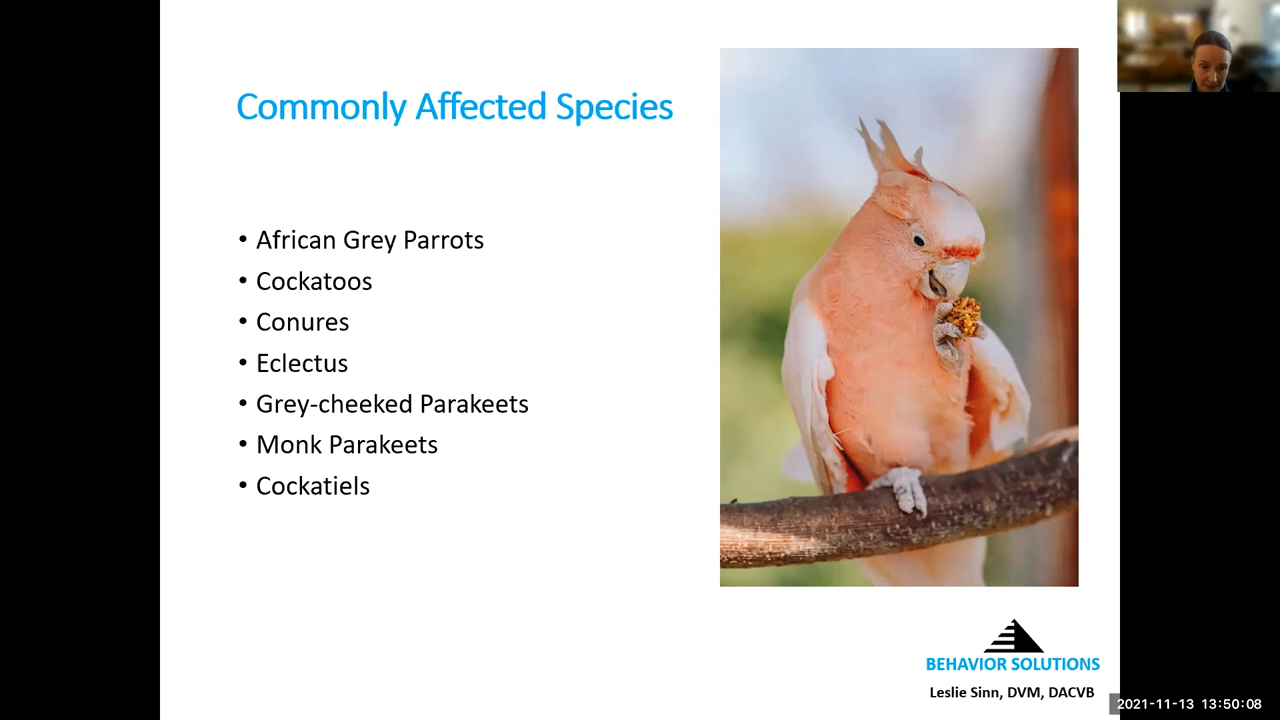 Commonly Affected Species
• African Grey Parrots
• Cockatoos
• Conures
• Eclectus
• Grey-cheeked Parakeets
• Monk Parakeets
• Cockatiels
BEHAVIOR SOLUTIONS
Leslie Sinn, DVM, DACVB
2021-11-13 13:50:08